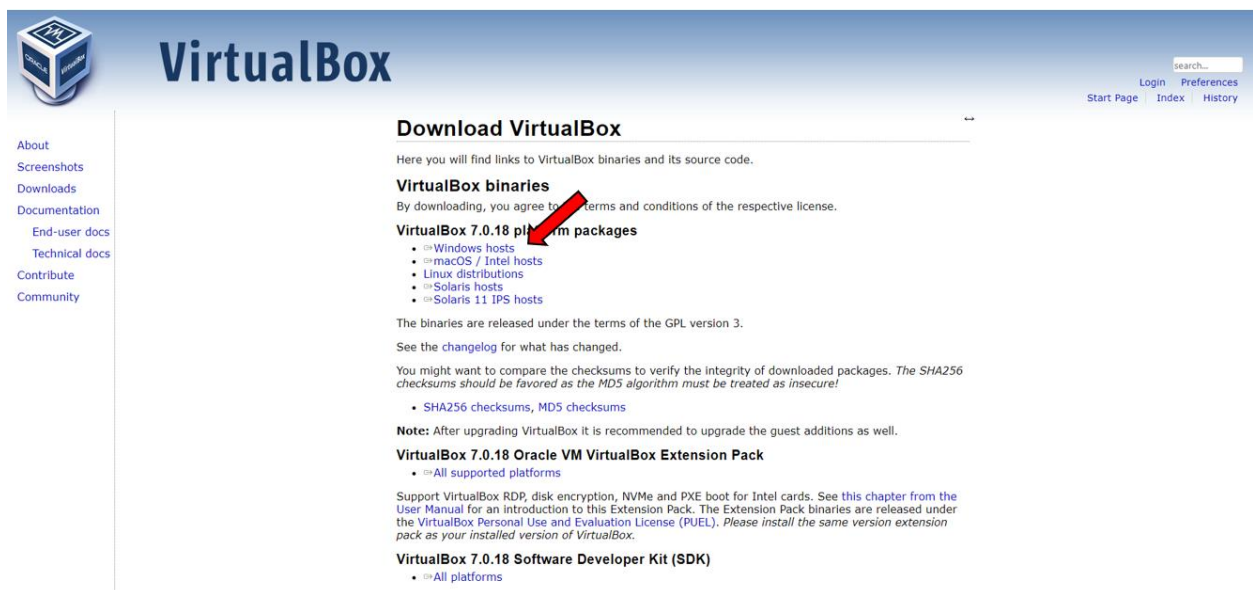 VirtualBox
search...
Login Preferences
Start Page Index History
About
Screenshots
Downloads
Documentation
End-user docs
Technical docs
Contribute
Community
Download VirtualBox
Here you will find links to VirtualBox binaries and its source code.
VirtualBox binaries
By downloading, you agree to terms and conditions of the respective license.
VirtualBox 7.0.18 pl rm packages
Windows hosts
macOS / Intel hosts
Linux distributions
Solaris hosts
Solaris 11 IPS hosts
The binaries are released under the terms of the GPL version 3.
See the changelog for what has changed.
You might want to compare the checksums to verify the integrity of downloaded packages. The SHA256
checksums should be favored as the MD5 algorithm must be treated as insecure!
SHA256 checksums, MD5 checksums
Note: After upgrading VirtualBox it is recommended to upgrade the guest additions as well.
VirtualBox 7.0.18 Oracle VM VirtualBox Extension Pack
All supported platforms
Support VirtualBox RDP, disk encryption, NVMe and PXE boot for Intel cards. See this chapter from the
User Manual for an introduction to this Extension Pack. The Extension Pack binaries are released under
the VirtualBox Personal Use and Evaluation License (PUEL). Please install the same version extension
pack as your installed version of VirtualBox.
VirtualBox 7.0.18 Software Developer Kit (SDK)
All platforms